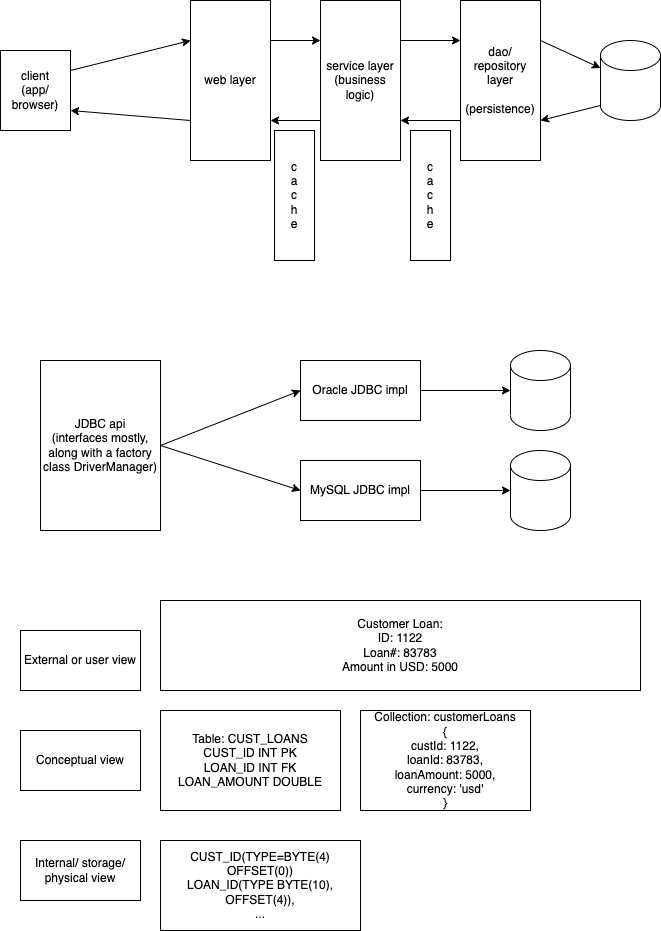 client
(app/
browser)
web layer
service layer
(business
logic)
dao/
repository
layer
(persistence)
c
a
c
h
e
c
a
c
h
e
JDBC api
(interfaces mostly,
along with a factory
class DriverManager)
Oracle JDBC impl
MySQL JDBC impl
External or user view
Customer Loan:
ID: 1122
Loan#: 83783
Amount in USD: 5000
Conceptual view
Table: CUST_LOANS
CUST_ID INT PK
LOAN_ID INT FK
LOAN_AMOUNT DOUBLE
Collection: customerLoans
{
custId: 1122,
loanId: 83783,
loanAmount: 5000,
currency: 'usd'
}
Internal/ storage/
physical view
CUST_ID(TYPE=BYTE(4)
OFFSET(0))
LOAN_ID(TYPE BYTE(10),
OFFSET(4)),
...